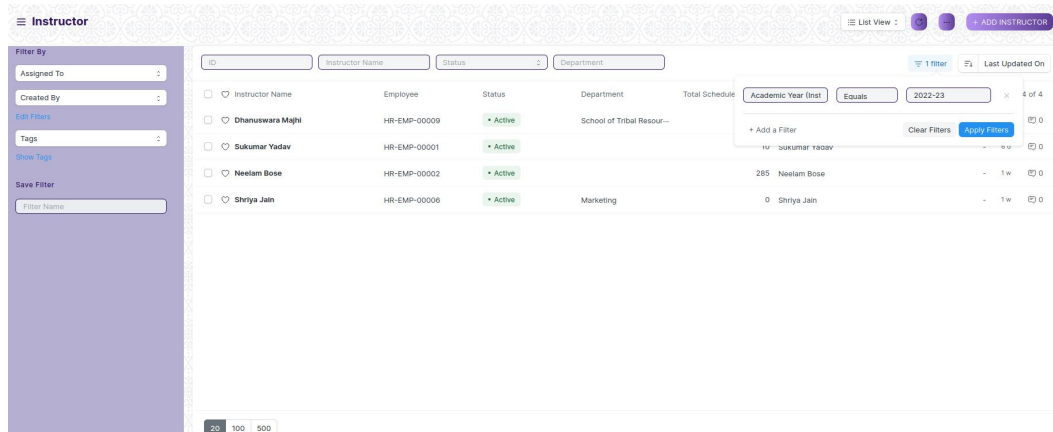 Instructor
List View
+ ADD INSTRUCTOR
Filter By
Assigned To
Created By
Edit Filters
Tags
Show Tags
Save Filter
Filter Name
ID
Instructor Name
Status
Department
1 filter
Last Updated On
Instructor Name Employee Status Department Total Schedule 4 of 4
Academic Year (Inst Equals 2022-23 ×
+ Add a Filter Clear Filters Apply Filters
Dhanuswara Majhi HR-EMP-00009 Active School of Tribal Resour... 0
Sukumar Yadav HR-EMP-00001 Active 10 Sukumar Yadav - 6 d 0
Neelam Bose HR-EMP-00002 Active 285 Neelam Bose - 1 w 0
Shriya Jain HR-EMP-00006 Active Marketing 0 Shriya Jain - 1 w 0
20 100 500